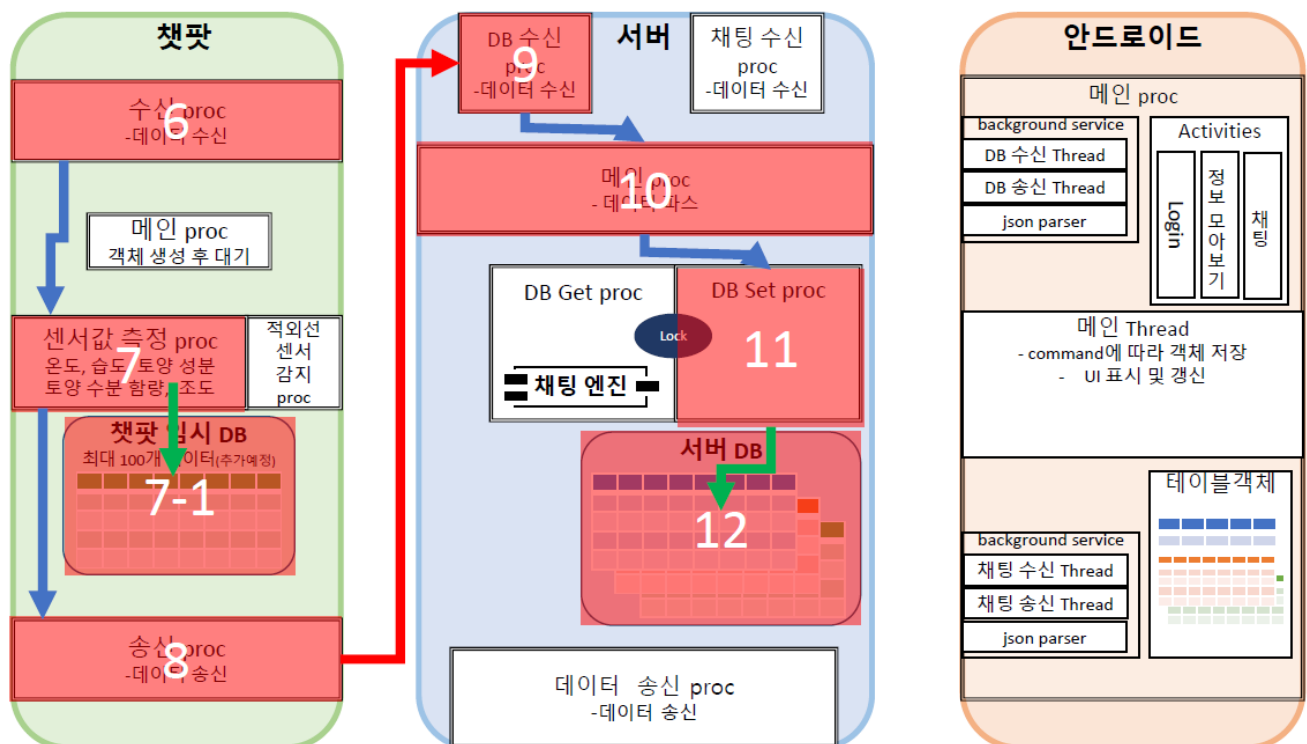 챗팟
6
수신 proc
-데이터 수신
메인 proc
객체 생성 후 대기
7
센서값 측정 proc
온도, 습도, 토양 성분
토양 수분 함량, 조도
적외선
센서
감지
proc
챗팟 임시 DB
최대 100개 데이터(추가예정)
7-1
8
송신 proc
-데이터 송신
서버
9
DB 수신
proc
-데이터 수신
채팅 수신
proc
-데이터 수신
10
메인 proc
- 데이터 파스
DB Get proc
채팅 엔진
Lock
DB Set proc
11
서버 DB
12
데이터 송신 proc
-데이터 송신
안드로이드
메인 proc
background service
DB 수신 Thread
DB 송신 Thread
json parser
Activities
Login
정보 모아보기
채팅
메인 Thread
- command에 따라 객체 저장
- UI 표시 및 갱신
background service
채팅 수신 Thread
채팅 송신 Thread
json parser
테이블객체